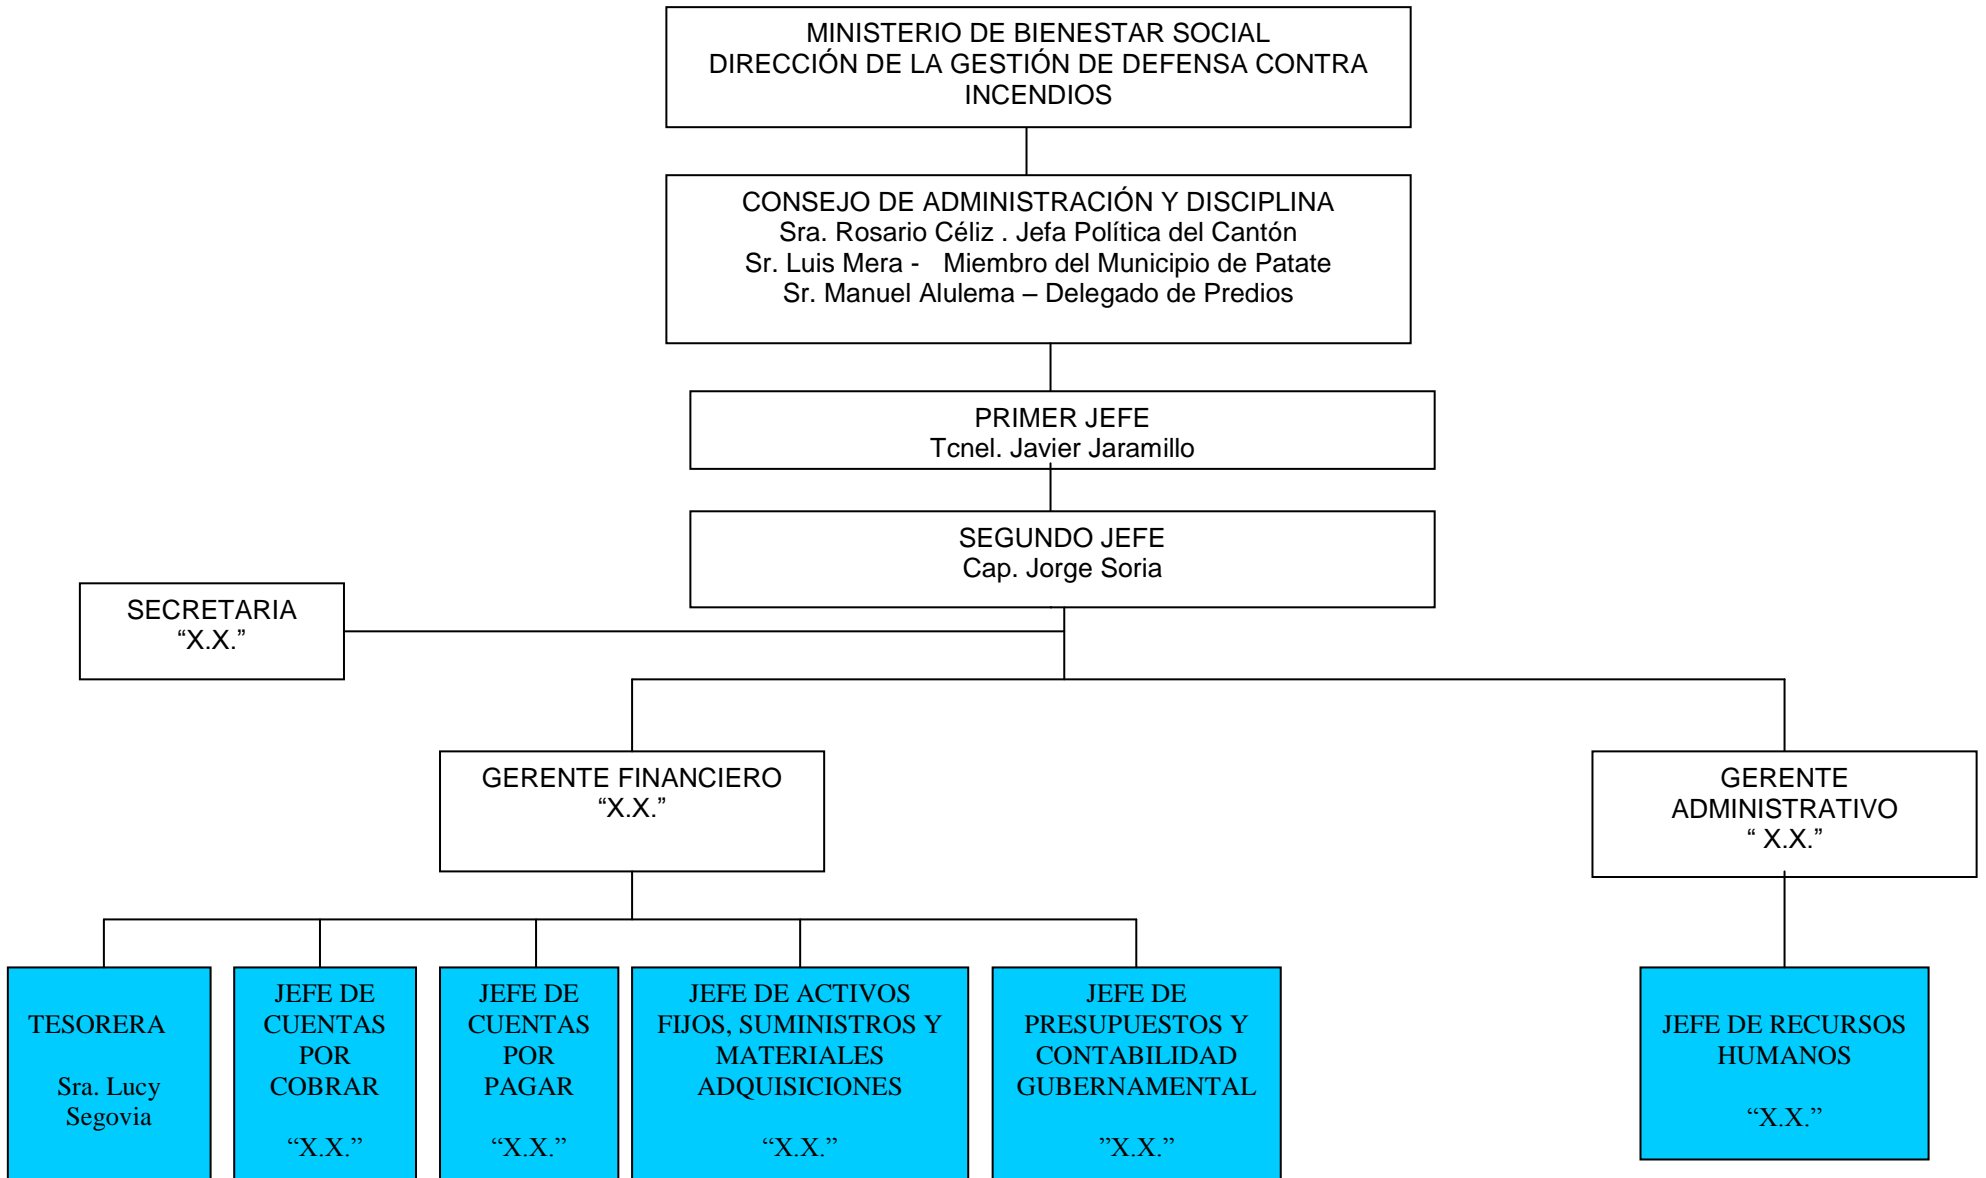 MINISTERIO DE BIENESTAR SOCIAL
DIRECCIÓN DE LA GESTIÓN DE DEFENSA CONTRA
INCENDIOS
CONSEJO DE ADMINISTRACIÓN Y DISCIPLINA
Sra. Rosario Céliz . Jefa Política del Cantón
Sr. Luis Mera - Miembro del Municipio de Patate
Sr. Manuel Alulema – Delegado de Predios
PRIMER JEFE
Tcnel. Javier Jaramillo
SEGUNDO JEFE
Cap. Jorge Soria
SECRETARIA
“X.X.”
GERENTE FINANCIERO
“X.X.”
GERENTE
ADMINISTRATIVO
“ X.X.”
TESORERA
Sra. Lucy
Segovia
JEFE DE
CUENTAS
POR
COBRAR
“X.X.”
JEFE DE
CUENTAS
POR
PAGAR
“X.X.”
JEFE DE ACTIVOS
FIJOS, SUMINISTROS Y
MATERIALES
ADQUISICIONES
“X.X.”
JEFE DE
PRESUPUESTOS Y
CONTABILIDAD
GUBERNAMENTAL
”X.X.”
JEFE DE RECURSOS
HUMANOS
“X.X.”